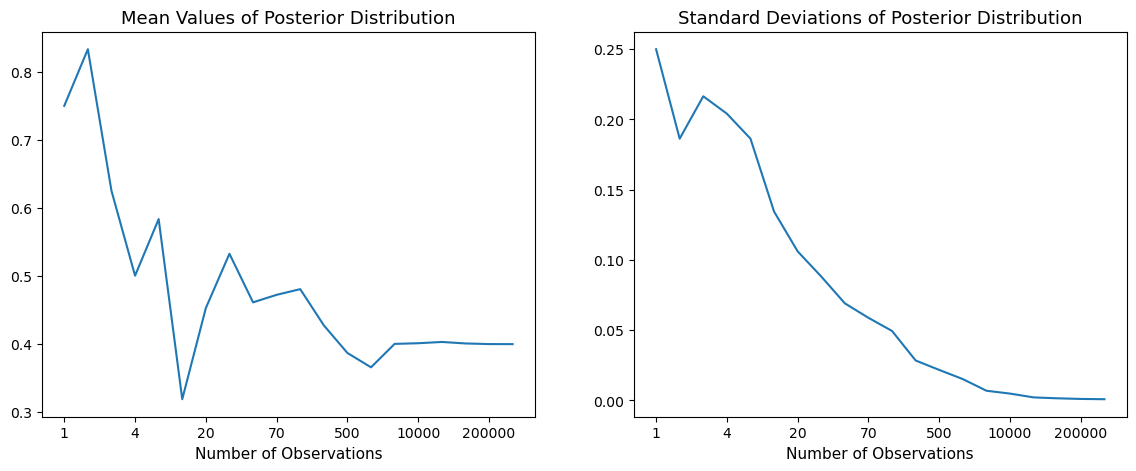 Mean Values of Posterior Distribution
0.8
0.7
0.6
0.5
0.4
0.3
1 4 20 70 500 10000 200000
Number of Observations
Standard Deviations of Posterior Distribution
0.25
0.20
0.15
0.10
0.05
0.00
1 4 20 70 500 10000 200000
Number of Observations